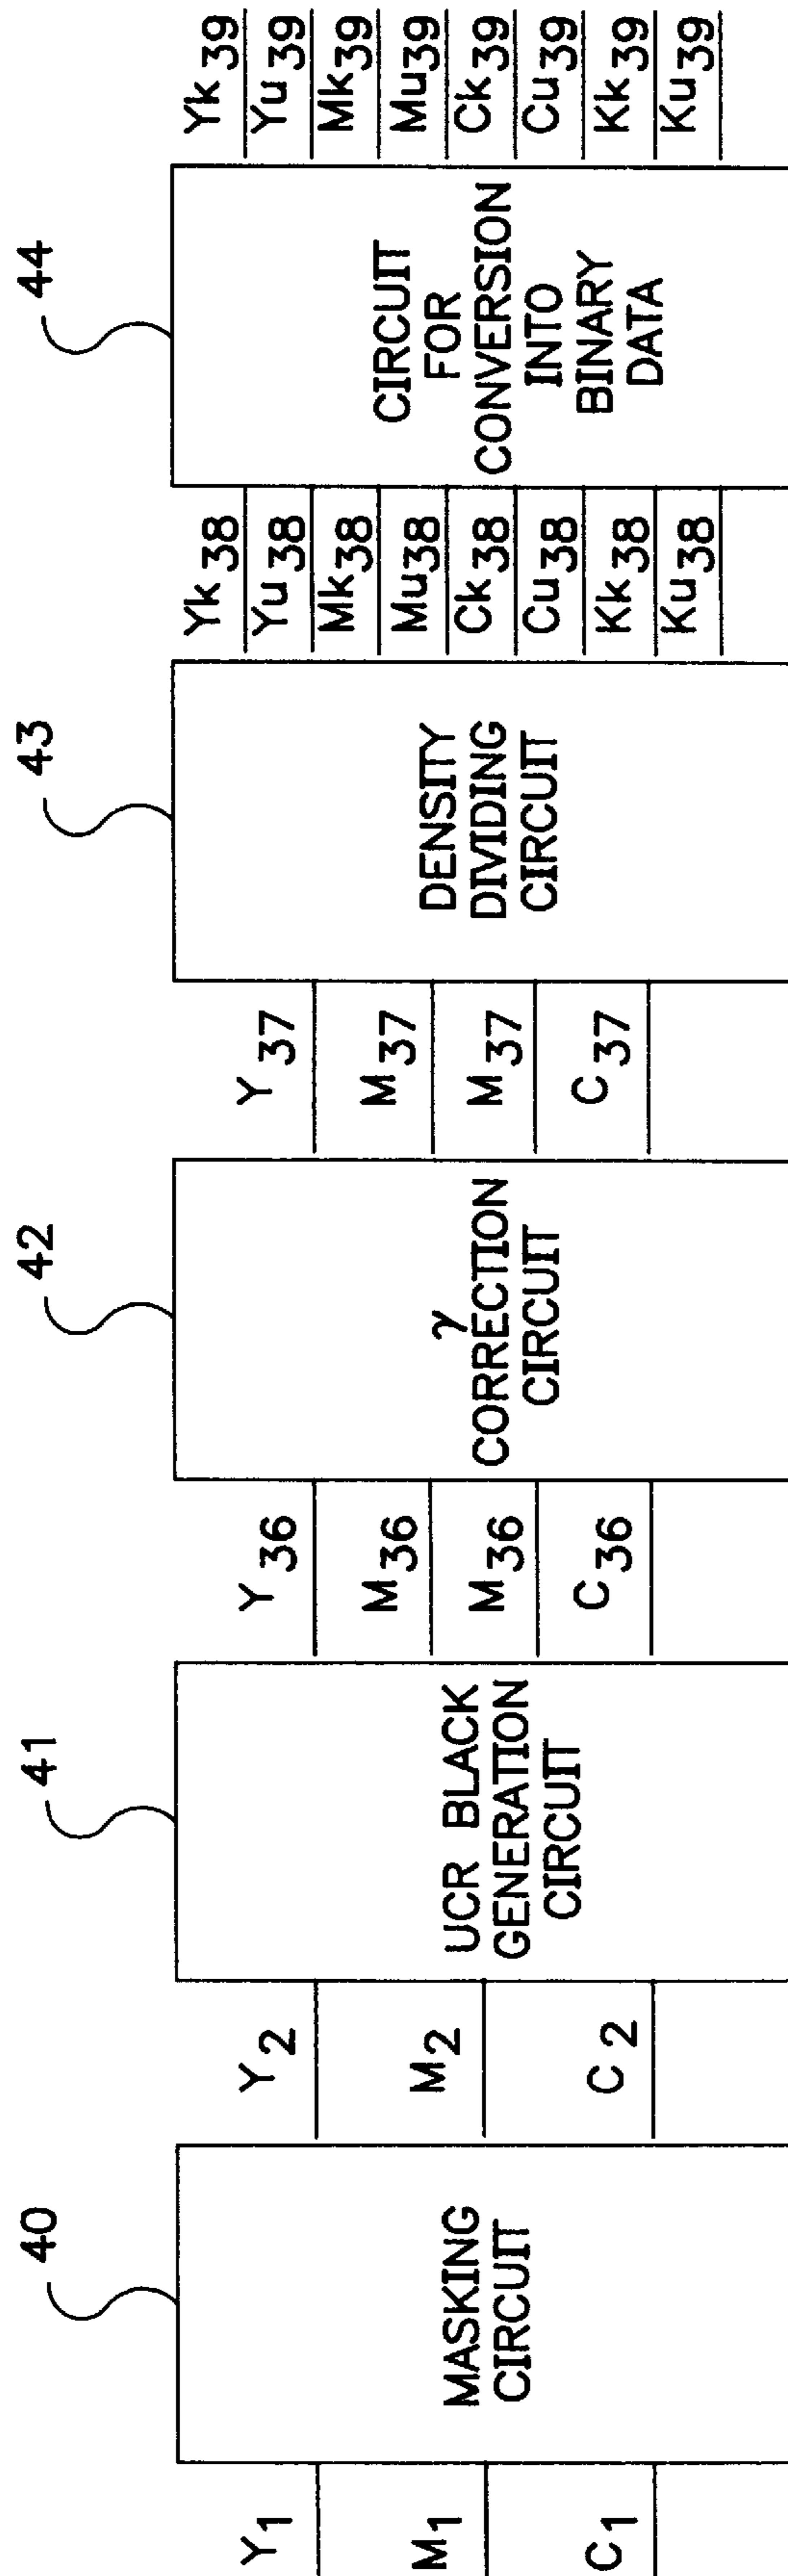 Y1
M1
C1
40
MASKING
CIRCUIT
Y2
M2
C2
41
UCR BLACK
GENERATION
CIRCUIT
Y36
M36
M36
C36
42
γ
CORRECTION
CIRCUIT
Y37
M37
M37
C37
43
DENSITY
DIVIDING
CIRCUIT
Yk38
Yu38
Mk38
Mu38
Ck38
Cu38
Kk38
Ku38
44
CIRCUIT
FOR
CONVERSION
INTO
BINARY
DATA
Yk39
Yu39
Mk39
Mu39
Ck39
Cu39
Kk39
Ku39